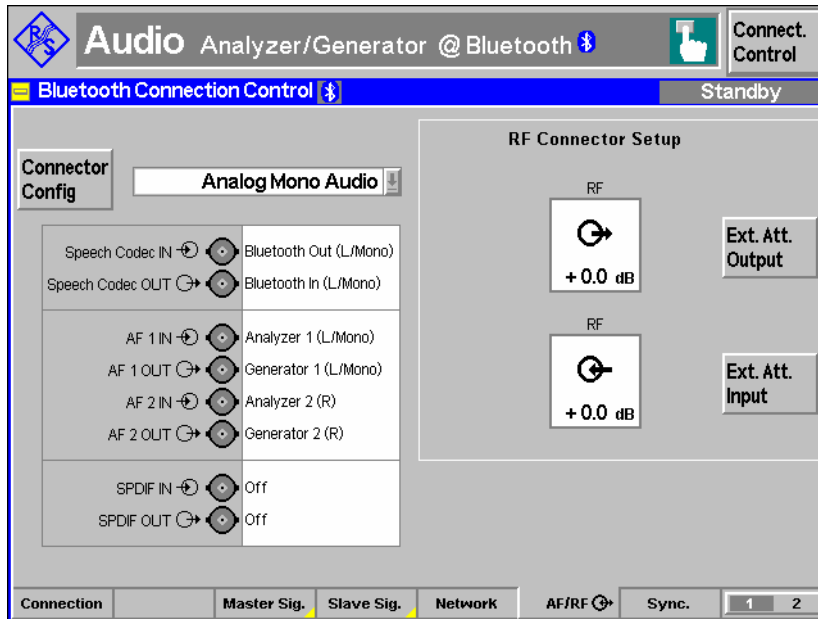 R&S
Audio Analyzer/Generator @ Bluetooth
Connect. Control
Bluetooth Connection Control
Standby
Connector Config
Analog Mono Audio
RF Connector Setup
Speech Codec IN Bluetooth Out (L/Mono)
Speech Codec OUT Bluetooth In (L/Mono)
AF 1 IN Analyzer 1 (L/Mono)
AF 1 OUT Generator 1 (L/Mono)
AF 2 IN Analyzer 2 (R)
AF 2 OUT Generator 2 (R)
SPDIF IN Off
SPDIF OUT Off
RF
+ 0.0 dB
Ext. Att. Output
RF
+ 0.0 dB
Ext. Att. Input
Connection Master Sig. Slave Sig. Network AF/RF Sync. 1 2